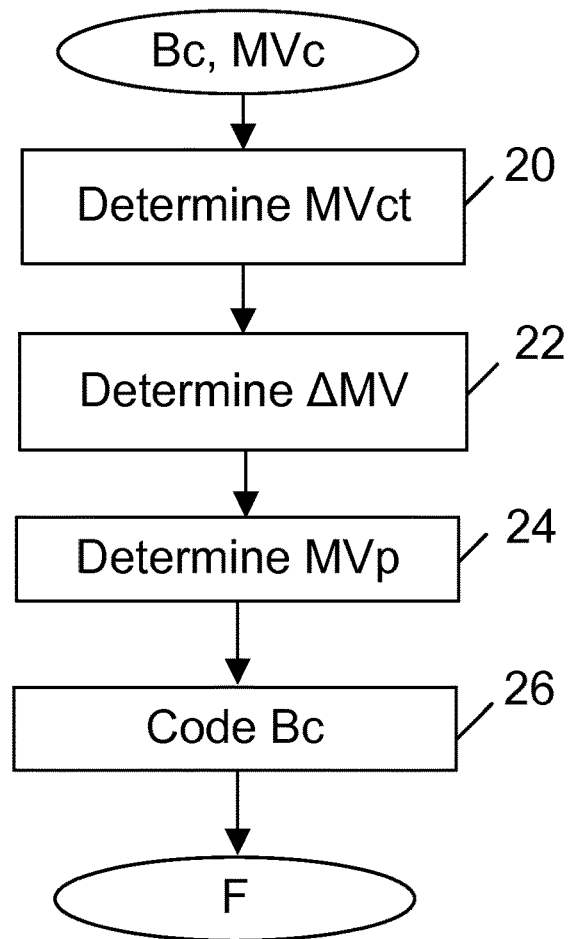 Bc, MVc
20
Determine MVct
22
Determine ΔMV
24
Determine MVp
26
Code Bc
F